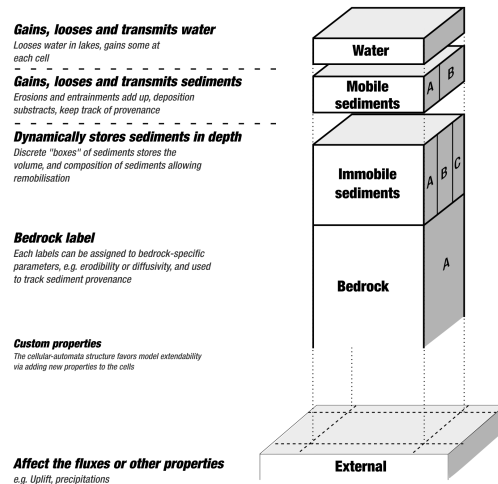 Gains, looses and transmits water
Looses water in lakes, gains some at
each cell
Water
Gains, looses and transmits sediments
Erosions and entrainments add up, deposition
substracts, keep track of provenance
Mobile
sediments
A
B
Dynamically stores sediments in depth
Discrete "boxes" of sediments stores the
volume, and composition of sediments allowing
remobilisation
Immobile
sediments
A
B
C
Bedrock label
Each labels can be assigned to bedrock-specific
parameters, e.g. erodibility or diffusivity, and used
to track sediment provenance
Bedrock
A
Custom properties
The cellular-automata structure favors model extendability
via adding new properties to the cells
Affect the fluxes or other properties
e.g. Uplift, precipitations
External